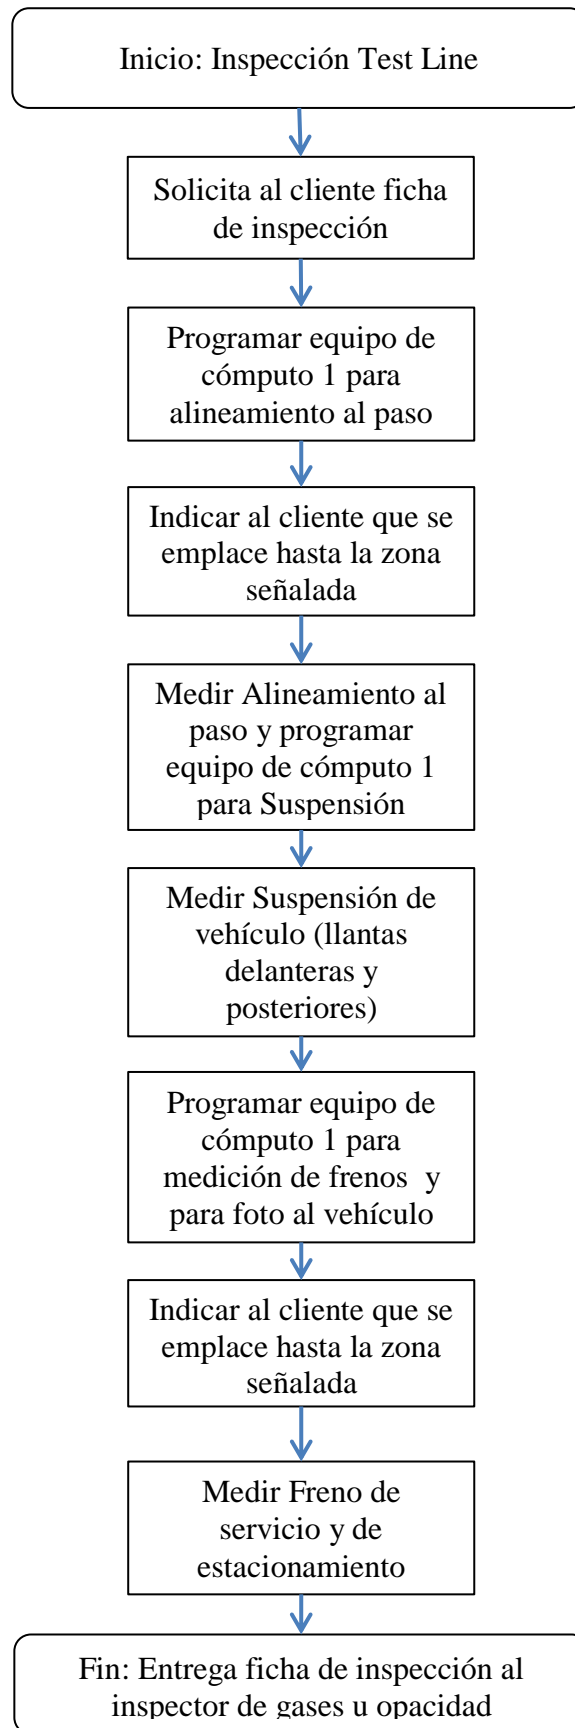 Inicio: Inspección Test Line
Solicita al cliente ficha
de inspección
Programar equipo de
cómputo 1 para
alineamiento al paso
Indicar al cliente que se
emplace hasta la zona
señalada
Medir Alineamiento al
paso y programar
equipo de cómputo 1
para Suspensión
Medir Suspensión de
vehículo (llantas
delanteras y
posteriores)
Programar equipo de
cómputo 1 para
medición de frenos  y
para foto al vehículo
Indicar al cliente que se
emplace hasta la zona
señalada
Medir Freno de
servicio y de
estacionamiento
Fin: Entrega ficha de inspección al
inspector de gases u opacidad